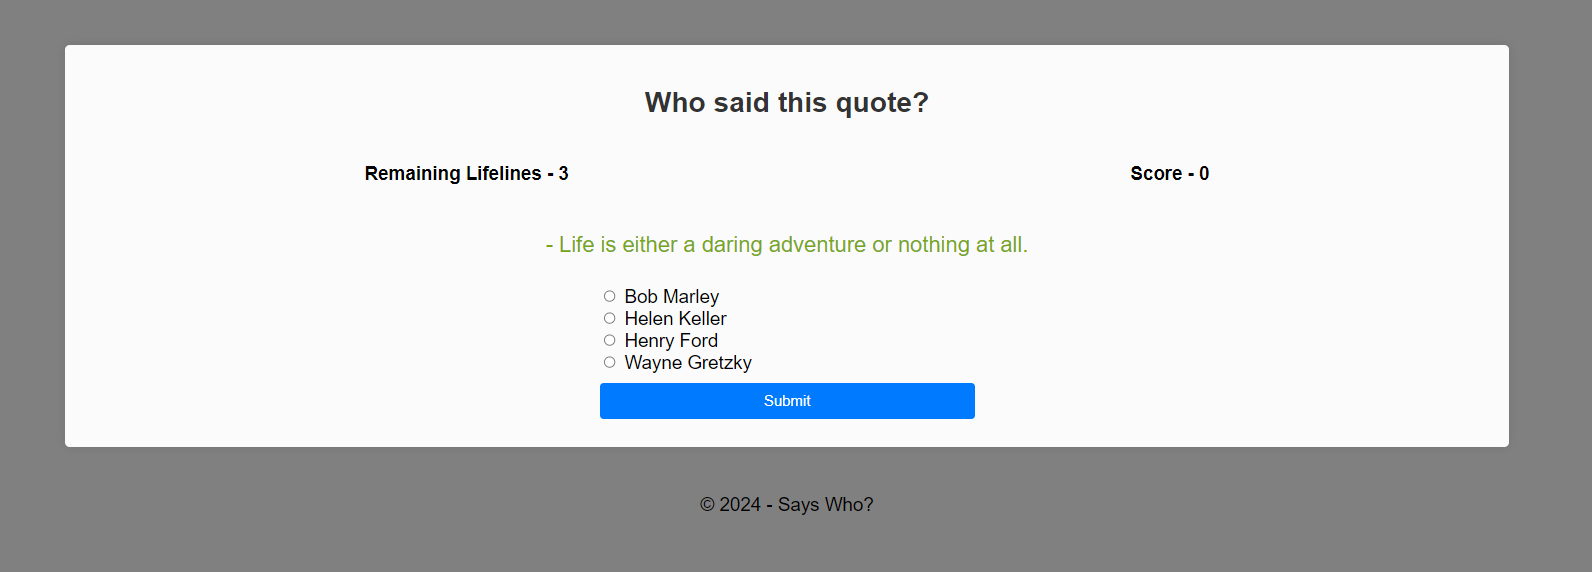 Who said this quote?
Remaining Lifelines - 3
Score - 0
- Life is either a daring adventure or nothing at all.
Bob Marley
Helen Keller
Henry Ford
Wayne Gretzky
Submit
© 2024 - Says Who?